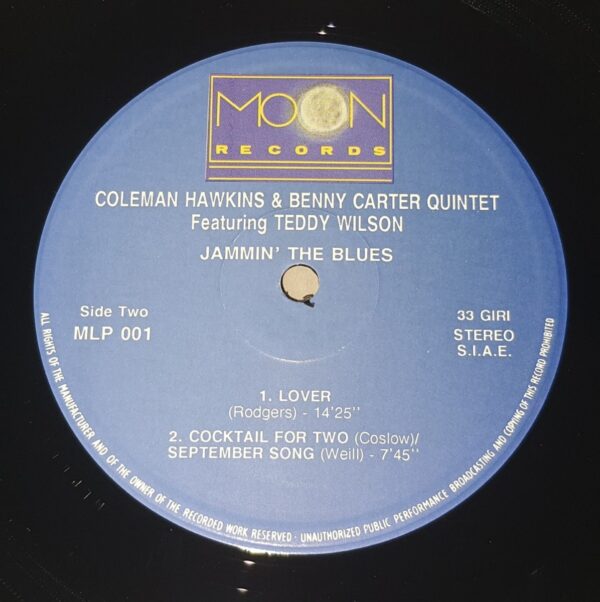 MOON
RECORDS
COLEMAN HAWKINS & BENNY CARTER QUINTET
Featuring TEDDY WILSON
JAMMIN' THE BLUES
Side Two
MLP 001
33 GIRI
STEREO
S.I.A.E.
1. LOVER
(Rodgers) - 14'25''
2. COCKTAIL FOR TWO (Coslow)/
SEPTEMBER SONG (Weill) - 7'45''
ALL RIGHTS OF THE MANUFACTURER AND OF THE OWNER OF THE RECORDED WORK RESERVED · UNAUTHORIZED PUBLIC PERFORMANCE BROADCASTING AND COPYING OF THIS RECORD PROHIBITED